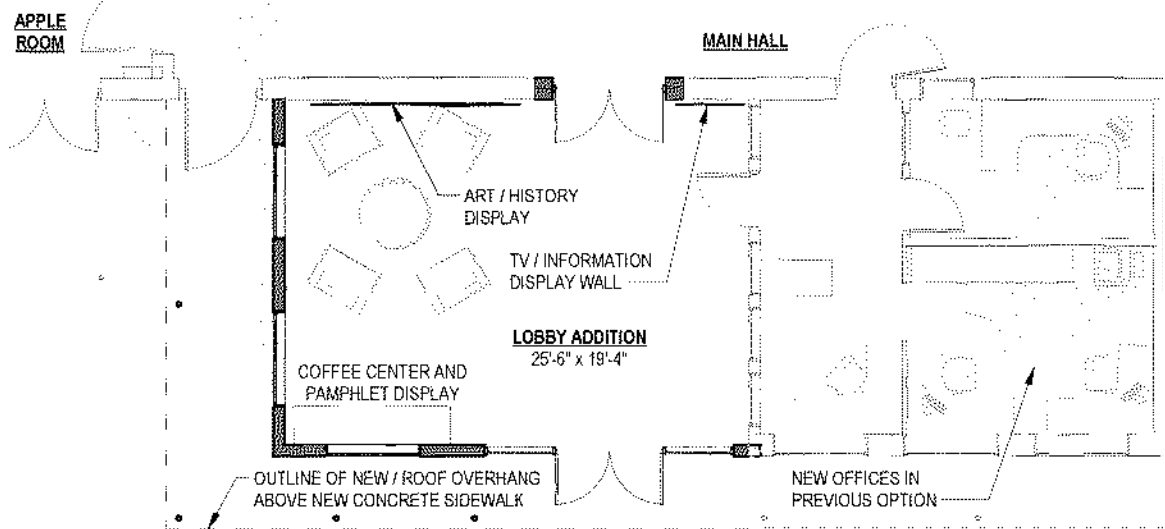 APPLE
ROOM
MAIN HALL
ART / HISTORY
DISPLAY
TV / INFORMATION
DISPLAY WALL
LOBBY ADDITION
25'-6" x 19'-4"
COFFEE CENTER AND
PAMPHLET DISPLAY
OUTLINE OF NEW / ROOF OVERHANG
ABOVE NEW CONCRETE SIDEWALK
NEW OFFICES IN
PREVIOUS OPTION